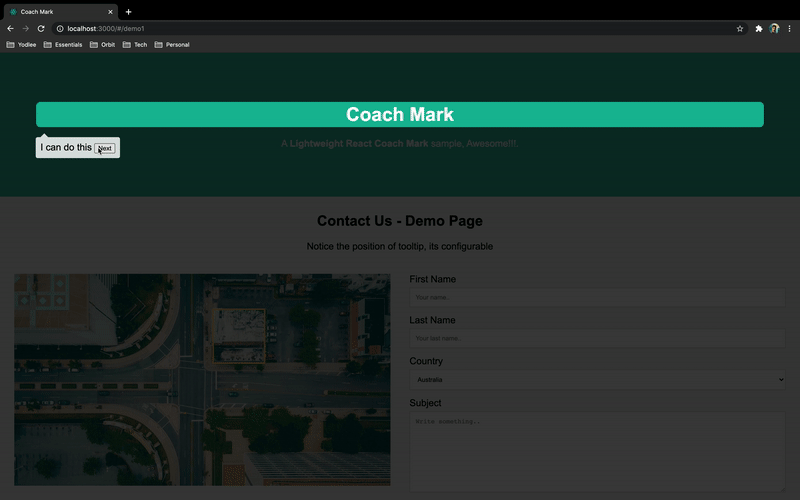 Coach Mark
localhost:3000/#/demo1
Yodlee Essentials Orbit Tech Personal
Coach Mark
I can do this Next
A Lightweight React Coach Mark sample, Awesome!!!
Contact Us - Demo Page
Notice the position of tooltip, its configurable
First Name
Your name..
Last Name
Your last name..
Country
Australia
Subject
Write something..